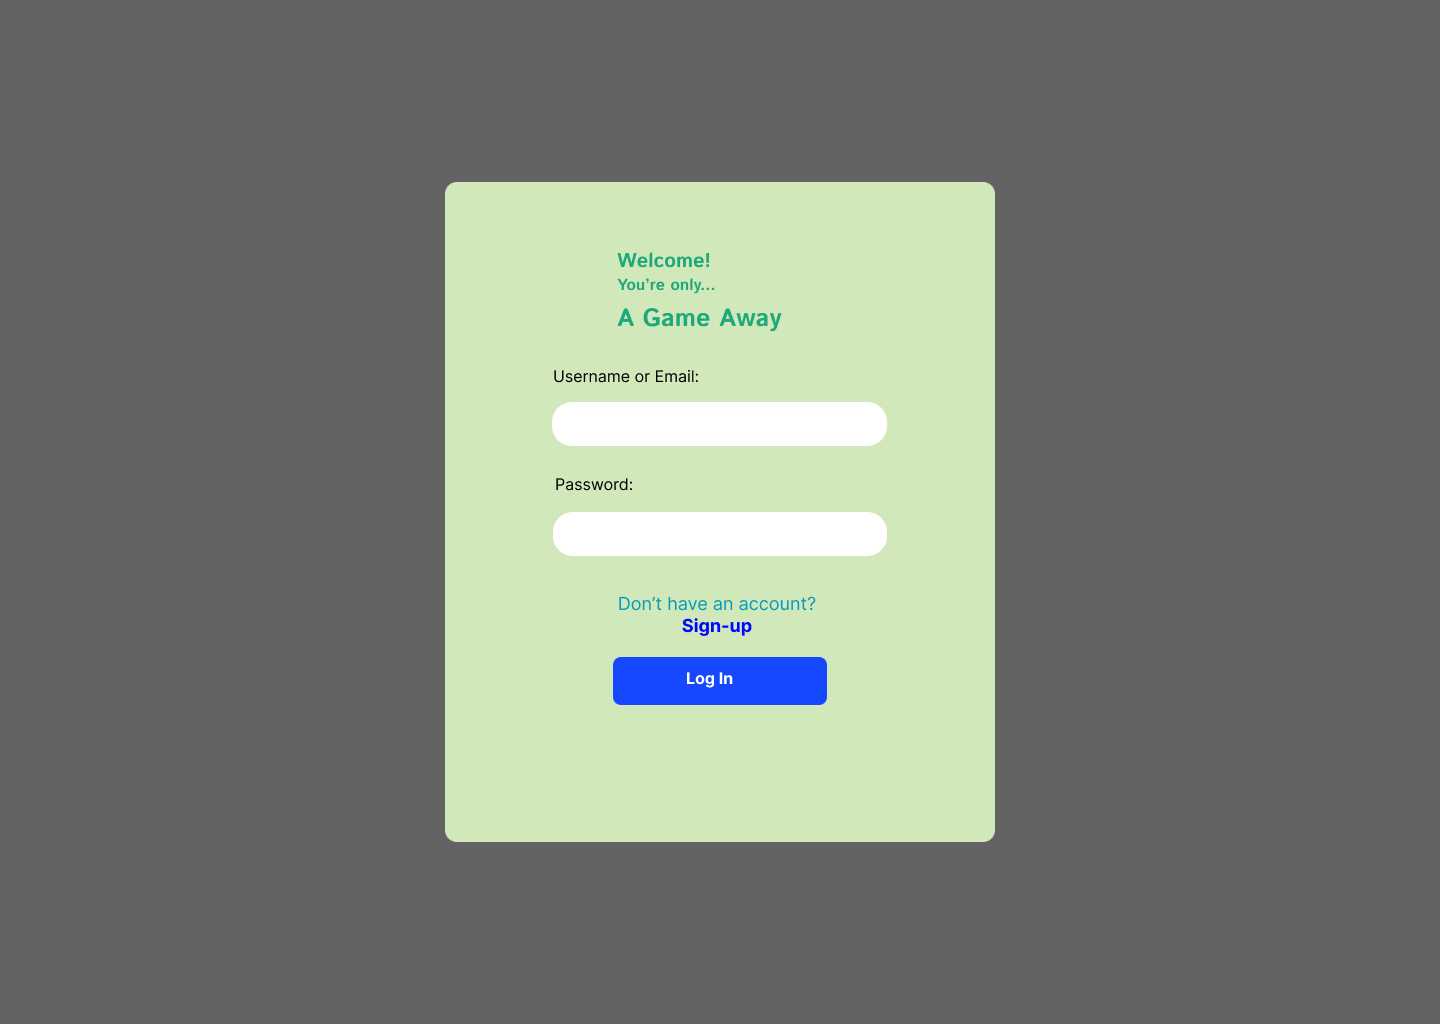 Welcome!
You’re only...
A Game Away
Username or Email:
Password:
Don’t have an account?
Sign-up
Log In